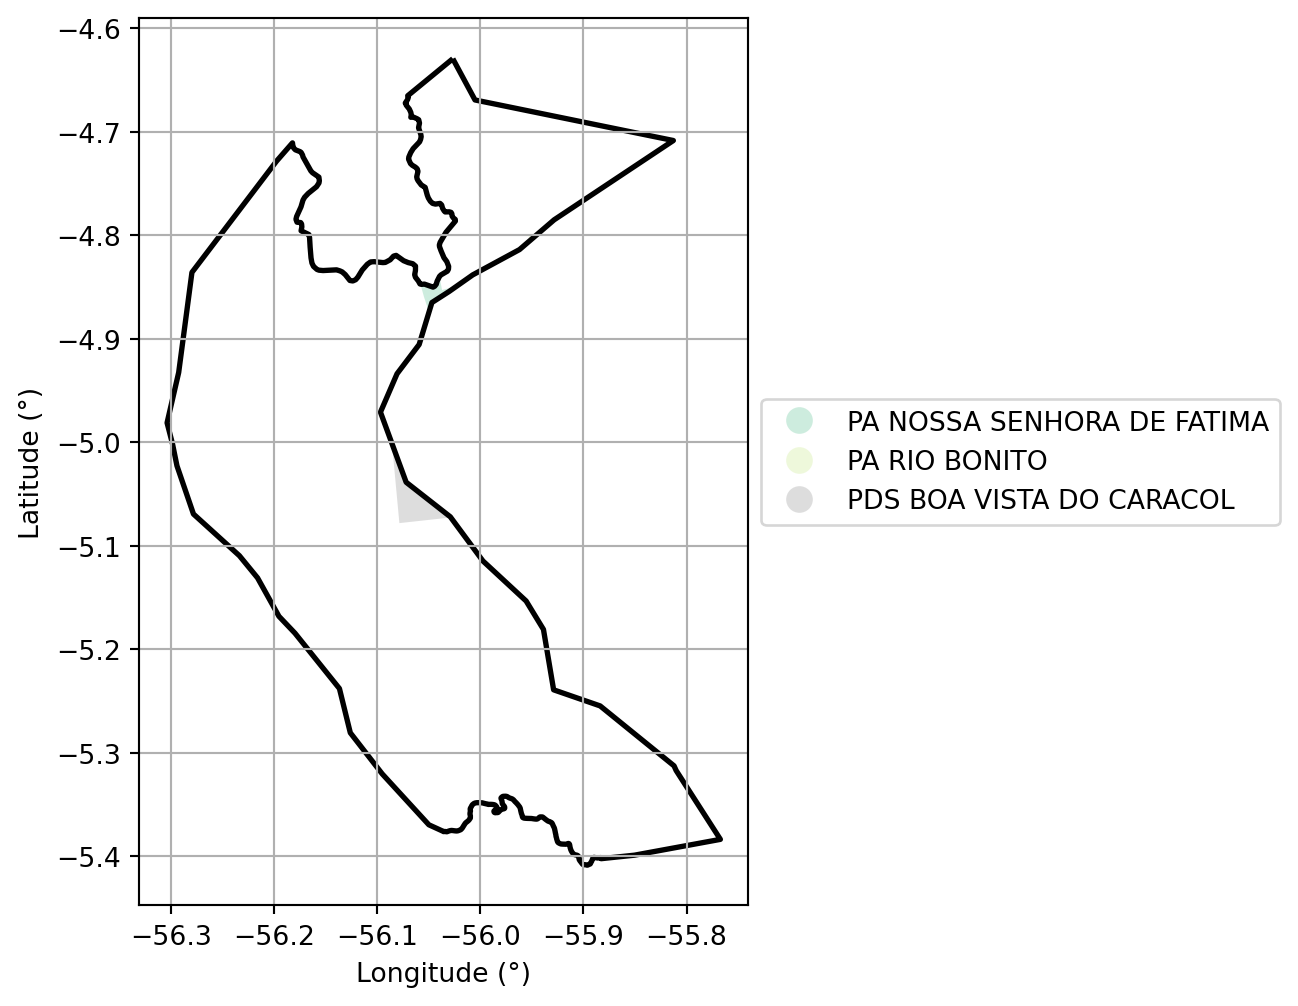 −4.6
−4.7
−4.8
−4.9
−5.0
−5.1
−5.2
−5.3
−5.4
Latitude (°)
−56.3 −56.2 −56.1 −56.0 −55.9 −55.8
Longitude (°)
PA NOSSA SENHORA DE FATIMA
PA RIO BONITO
PDS BOA VISTA DO CARACOL